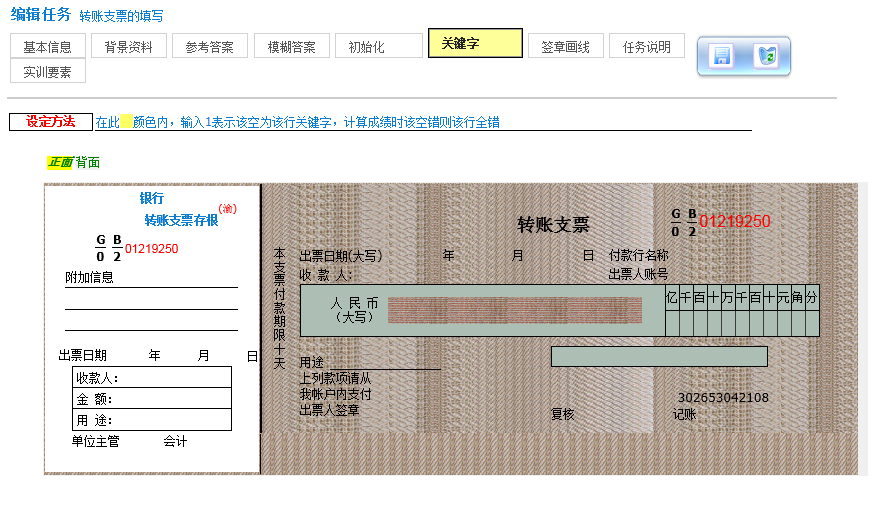 编辑任务 转账支票的填写
基本信息 背景资料 参考答案 模糊答案 初始化 关键字 签章画线 任务说明
实训要素
设定方法 在此 颜色内，输入1表示该空为该行关键字，计算成绩时该空错则该行全错
正面 背面
银行
(渝)
转账支票存根
G B
0 2 01219250
附加信息
出票日期 年 月 日
收款人：
金 额：
用 途：
单位主管 会计
本支票付款期限十天
转账支票
G B
0 2 01219250
出票日期(大写) 年 月 日 付款行名称
收 款 人： 出票人账号
人 民 币
（大写）
亿千百十万千百十元角分
用途
上列款项请从
我帐户内支付
出票人签章
302653042108
复核 记账